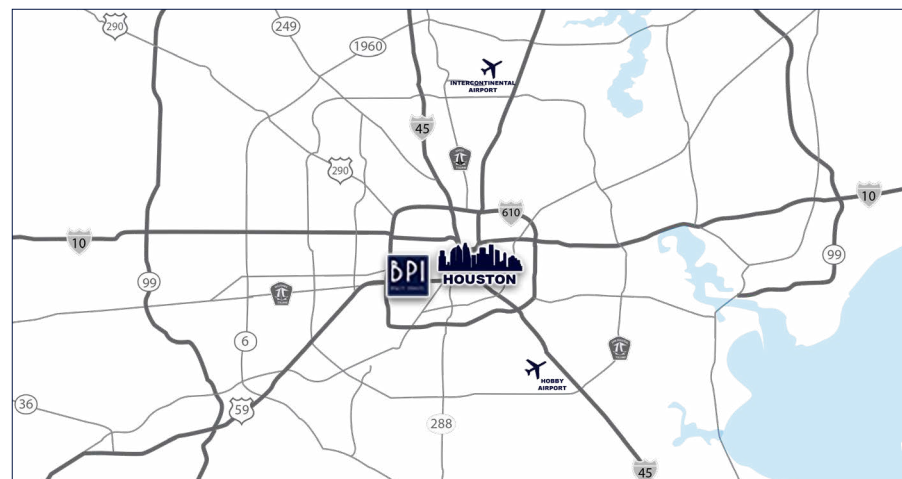 290
249
1960
INTERCONTINENTAL
AIRPORT
45
290
610
10
10
BPI
HOUSTON
99
99
6
HOBBY
AIRPORT
36
59
288
45